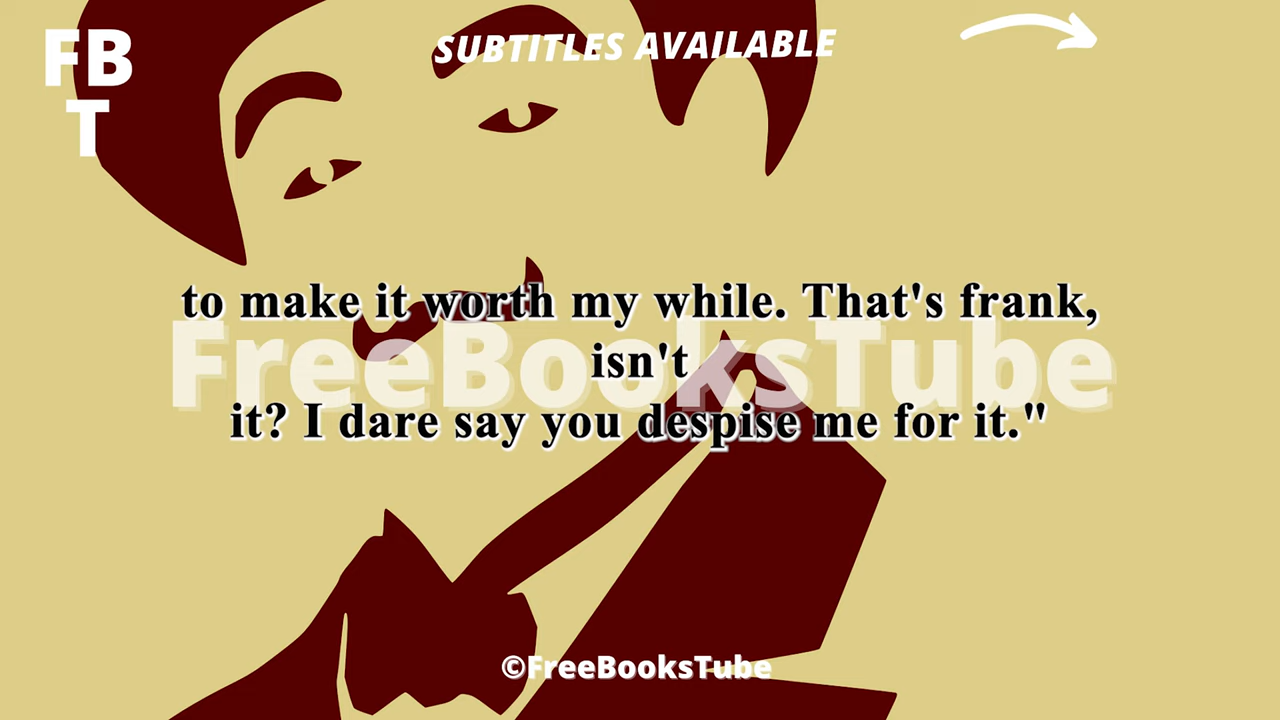 FB
T
SUBTITLES AVAILABLE
to make it worth my while. That's frank,
isn't
FreeBooksTube
it? I dare say you despise me for it."
©FreeBooksTube